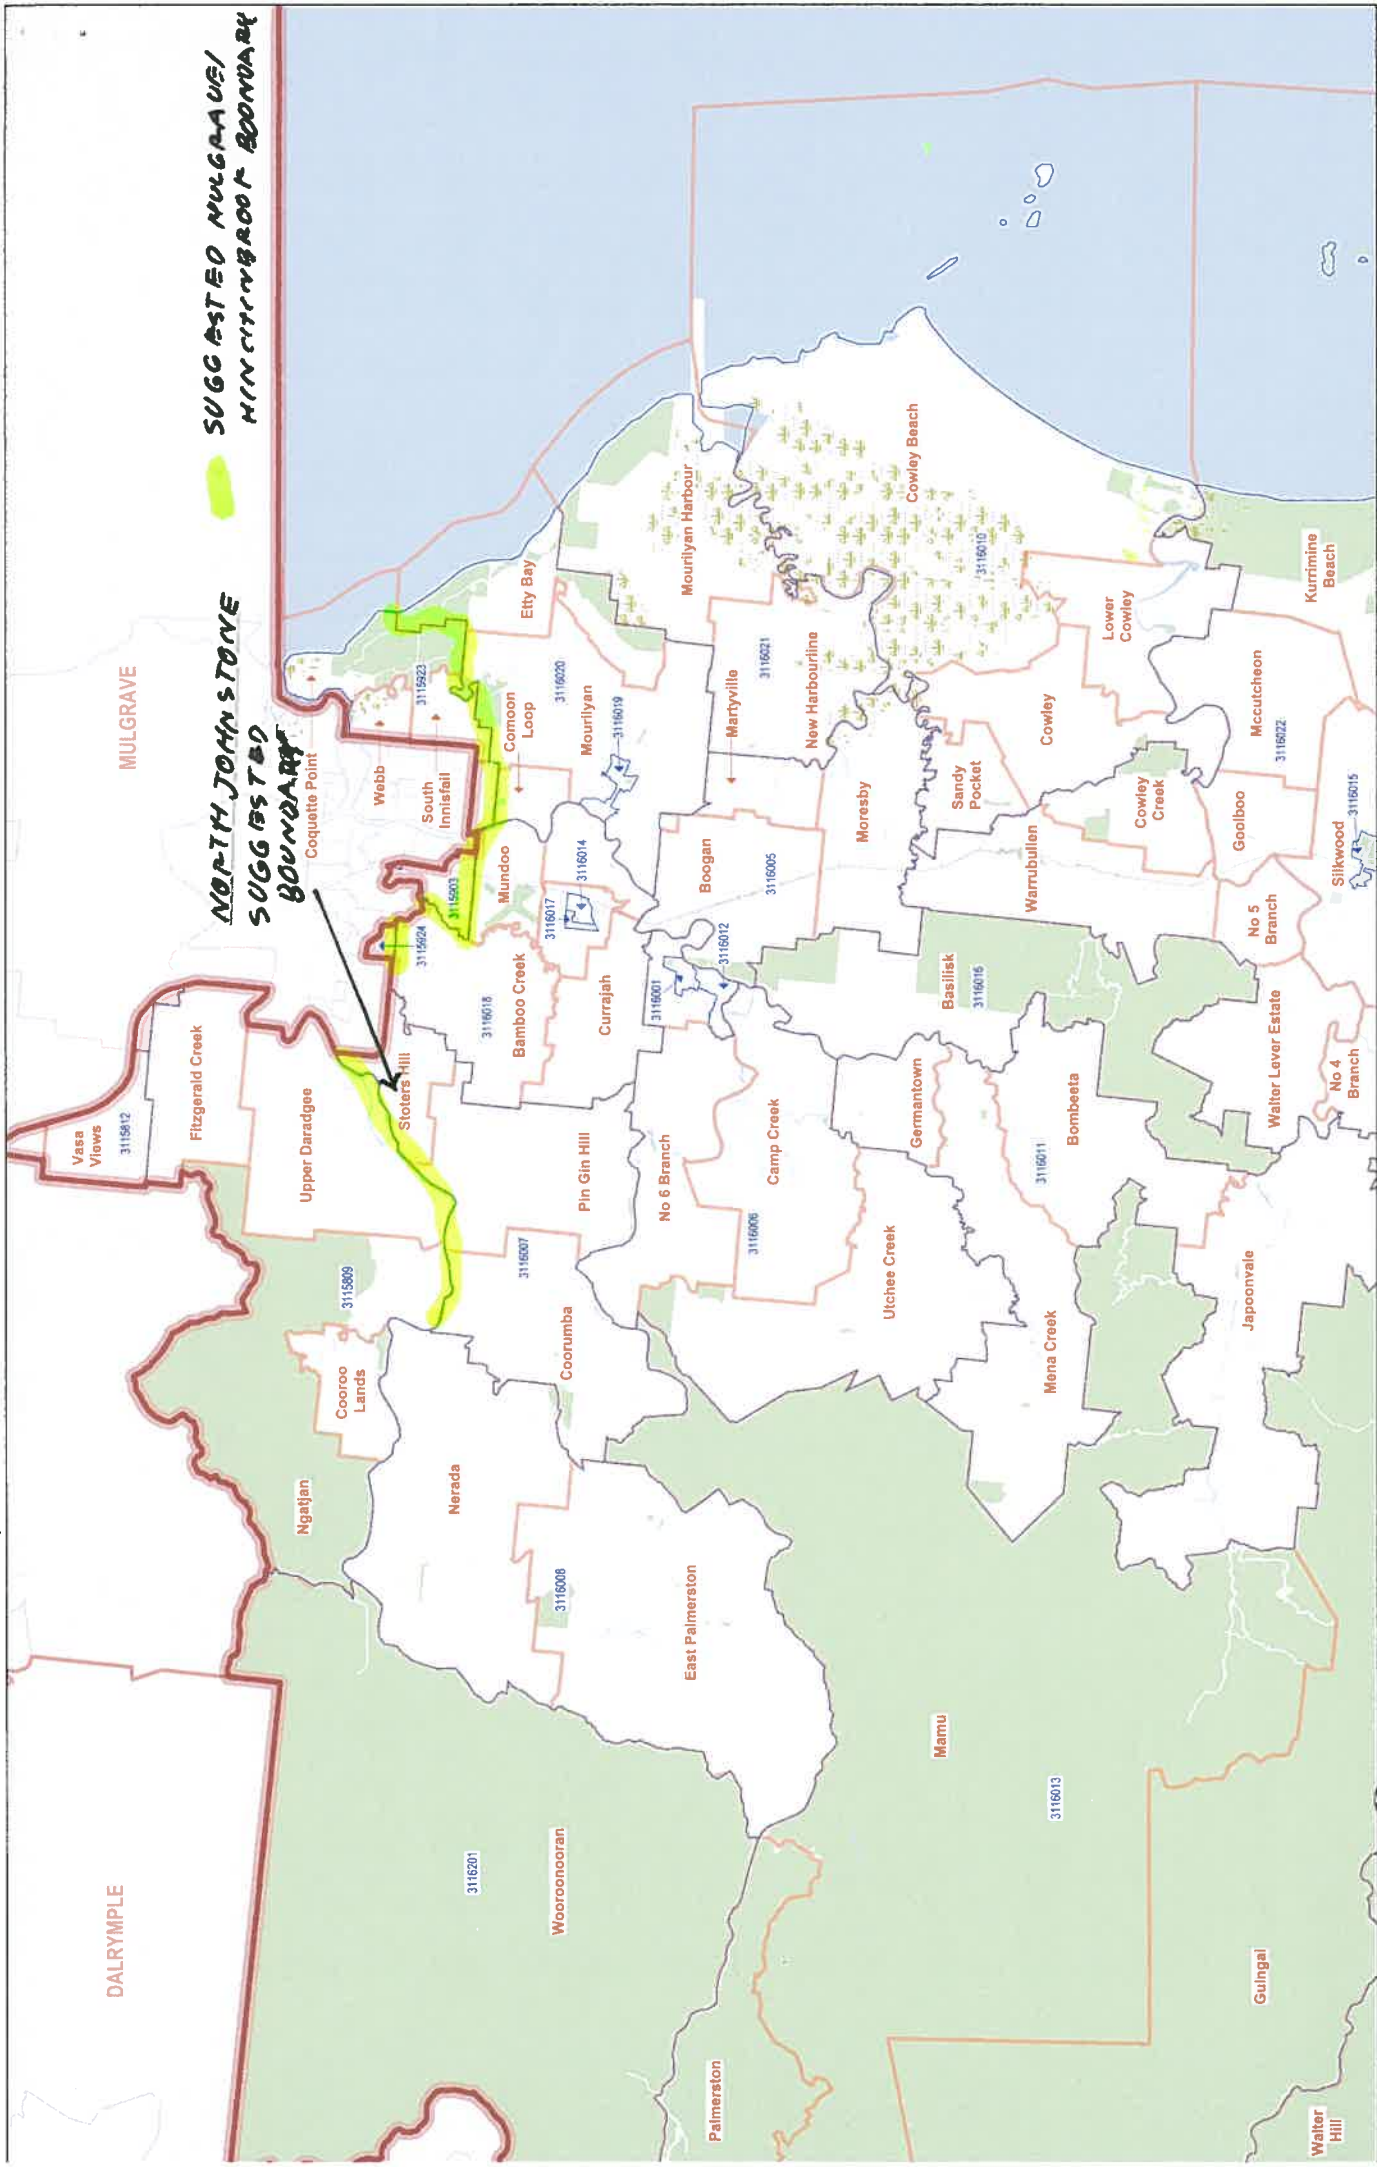 SUGGESTED MULGRAVE/
HINCHINBROOK BOUNDARY
NORTH JOHNSTONE
SUGGESTED
BOUNDARY
MULGRAVE
DALRYMPLE
Coquette Point
Webb
South
Innisfail
3115923
Etty Bay
Comoon
Loop
3116020
Mourilyan
3116019
Mourilyan Harbour
3115903
Mundoo
3116014
3116017
3115924
Vasa
Views
3115812
Fitzgerald Creek
Upper Daradgee
Stoters Hill
3116018
Bamboo Creek
Currajah
3116001
3116012
Boogan
3116005
Martyville
3116021
New Harbourline
Moresby
Cowley Beach
3116010
Sandy
Pocket
Cowley
Lower
Cowley
Kurrimine
Beach
Mccutcheon
3116022
Cowley
Creek
Goolboo
Silkwood
3116015
Warrubullen
No 5
Branch
Basilisk
3116016
Walter Lever Estate
No 4
Branch
Pin Gin Hill
No 6 Branch
Camp Creek
3116006
Germantown
Bombeeta
3116011
Utchee Creek
Mena Creek
Japoonvale
3116007
Coorumba
3115809
Cooroo
Lands
Ngatjan
Nerada
3116008
East Palmerston
Mamu
3116013
3116201
Wooroonooran
Palmerston
Gulngai
Walter
Hill